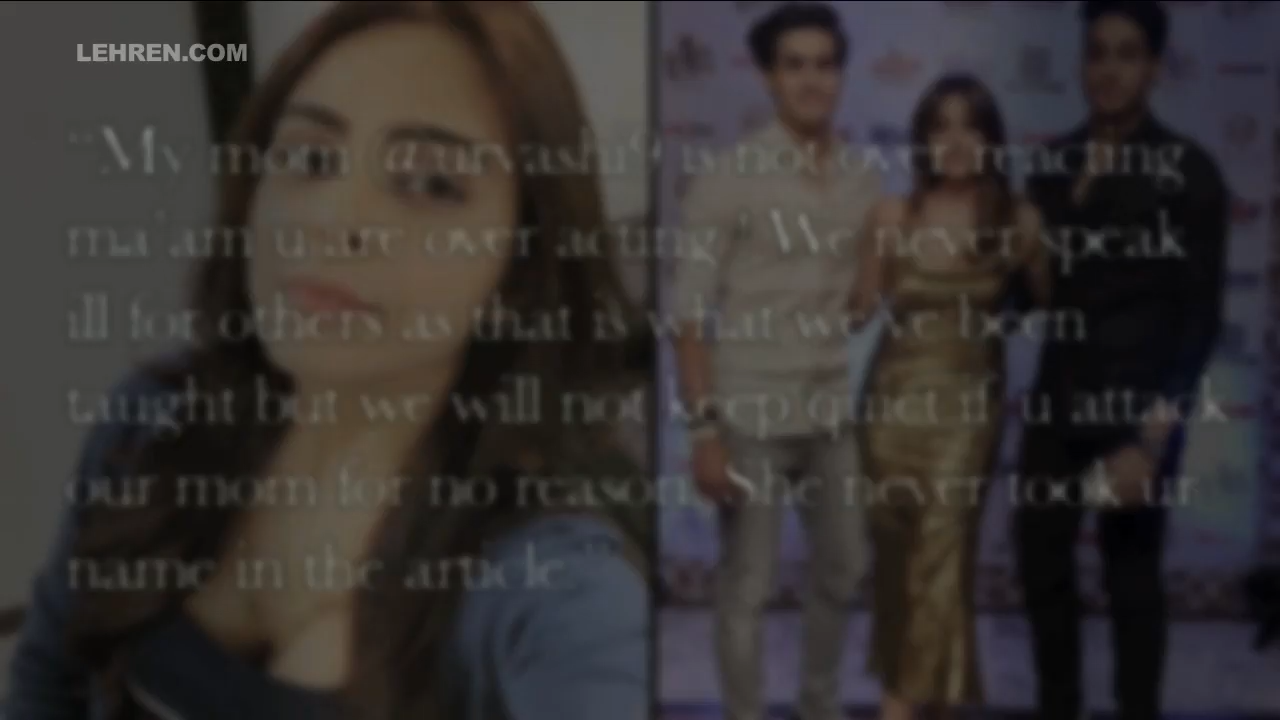 LEHREN.COM
"My mom @urvashi9 is not over reacting
ma'am u are over acting." We never speak
ill for others as that is what we've been
taught but we will not keep quiet if u attack
our mom for no reason. She never took ur
name in the article."